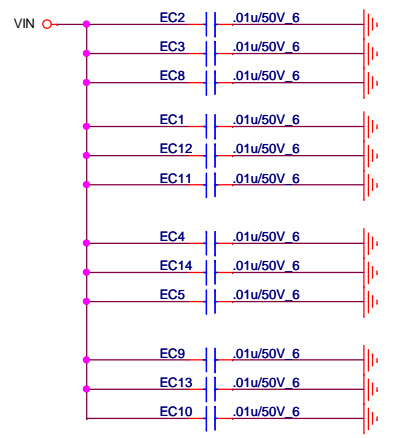 VIN EC2 .01u/50V_6
EC3 .01u/50V_6
EC8 .01u/50V_6
EC1 .01u/50V_6
EC12 .01u/50V_6
EC11 .01u/50V_6
EC4 .01u/50V_6
EC14 .01u/50V_6
EC5 .01u/50V_6
EC9 .01u/50V_6
EC13 .01u/50V_6
EC10 .01u/50V_6